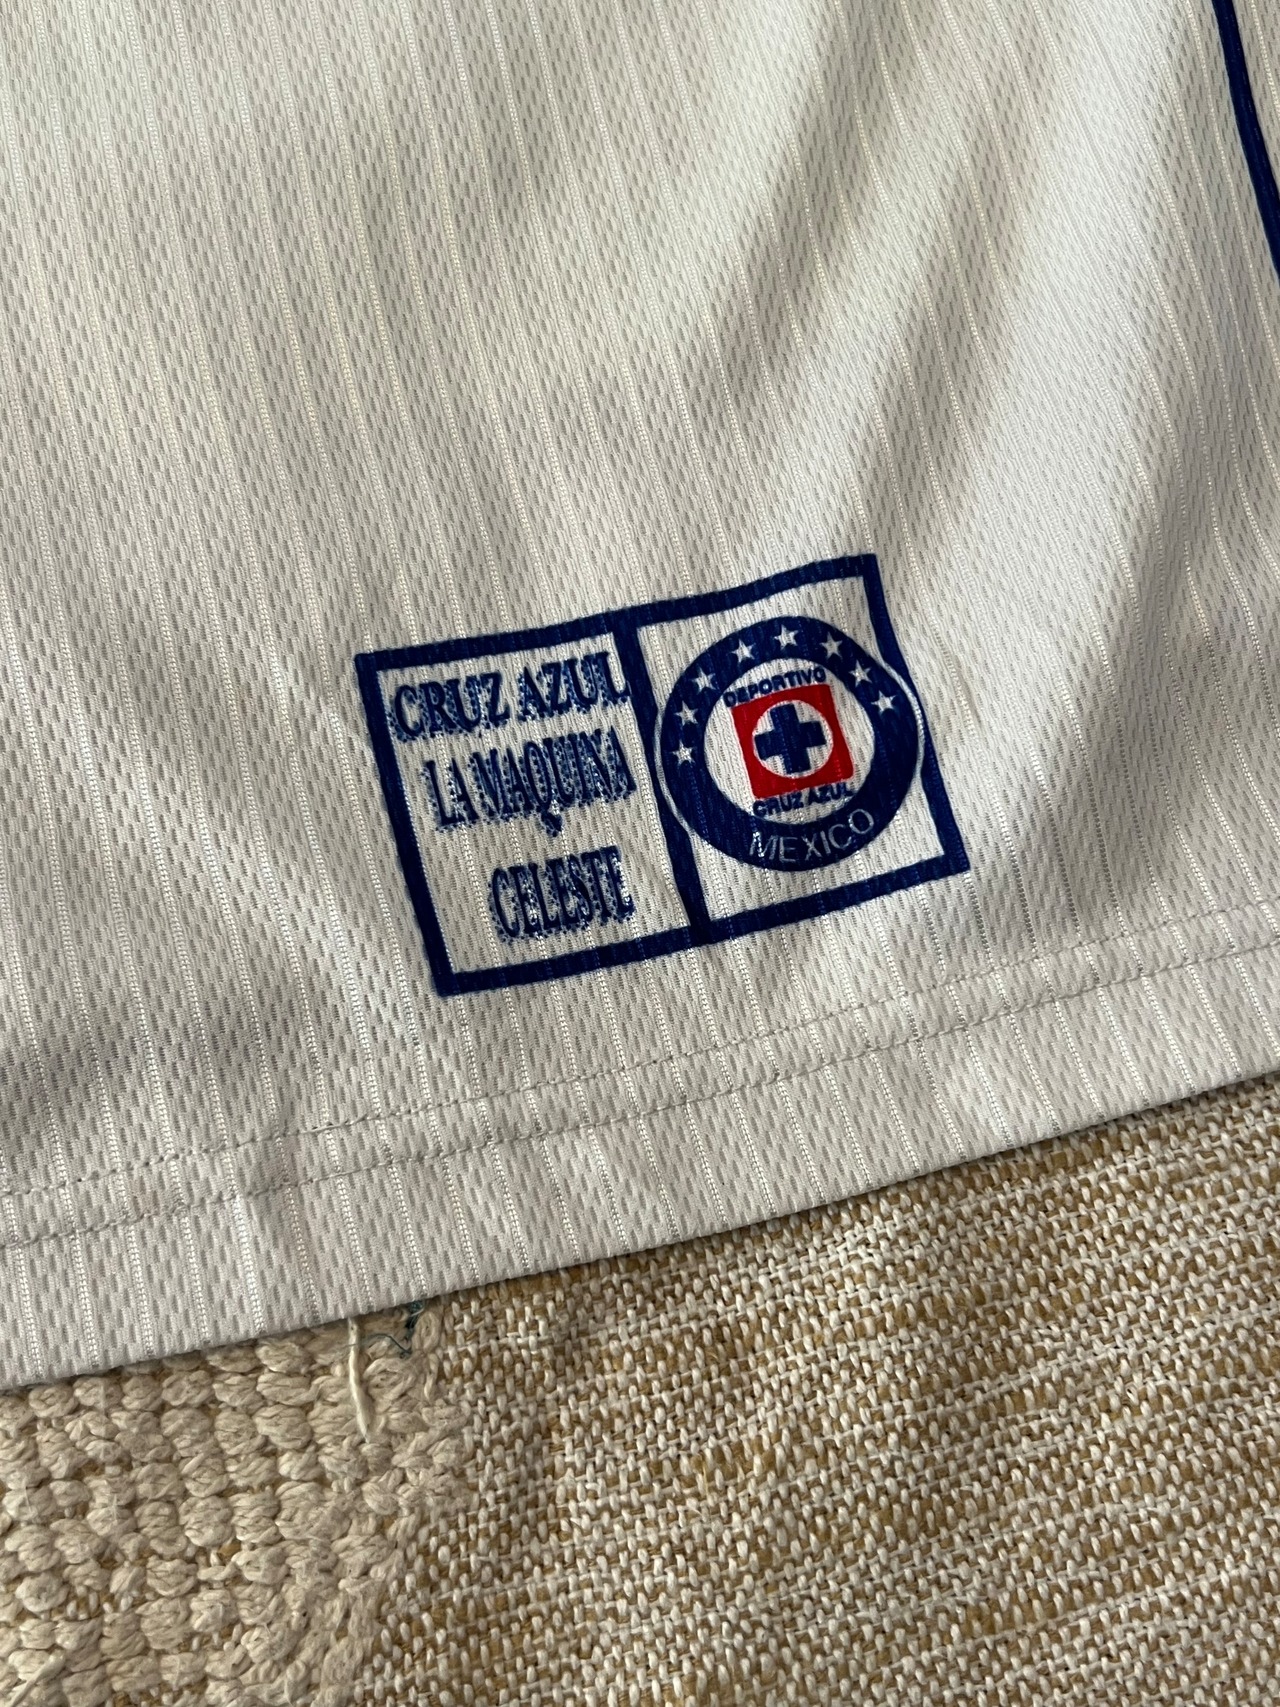 CRUZ AZUL
LA MAQUINA
CELESTE
DEPORTIVO
CRUZ AZUL
MEXICO